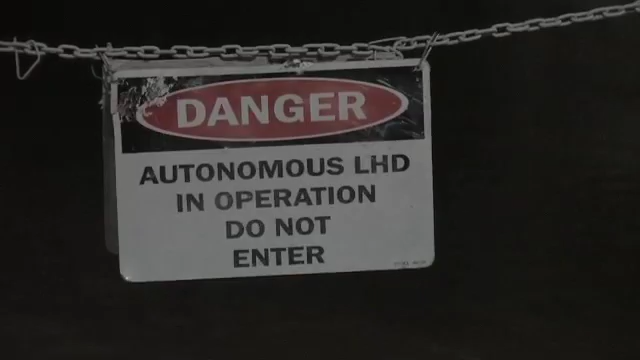 DANGER
AUTONOMOUS LHD
IN OPERATION
DO NOT
ENTER